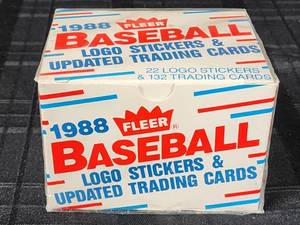 1988 FLEER
BASEBALL
LOGO STICKERS &
UPDATED TRADING CARDS
22 LOGO STICKERS
& 132 TRADING CARDS
1988 FLEER ®
BASEBALL
LOGO STICKERS &
UPDATED TRADING CARDS